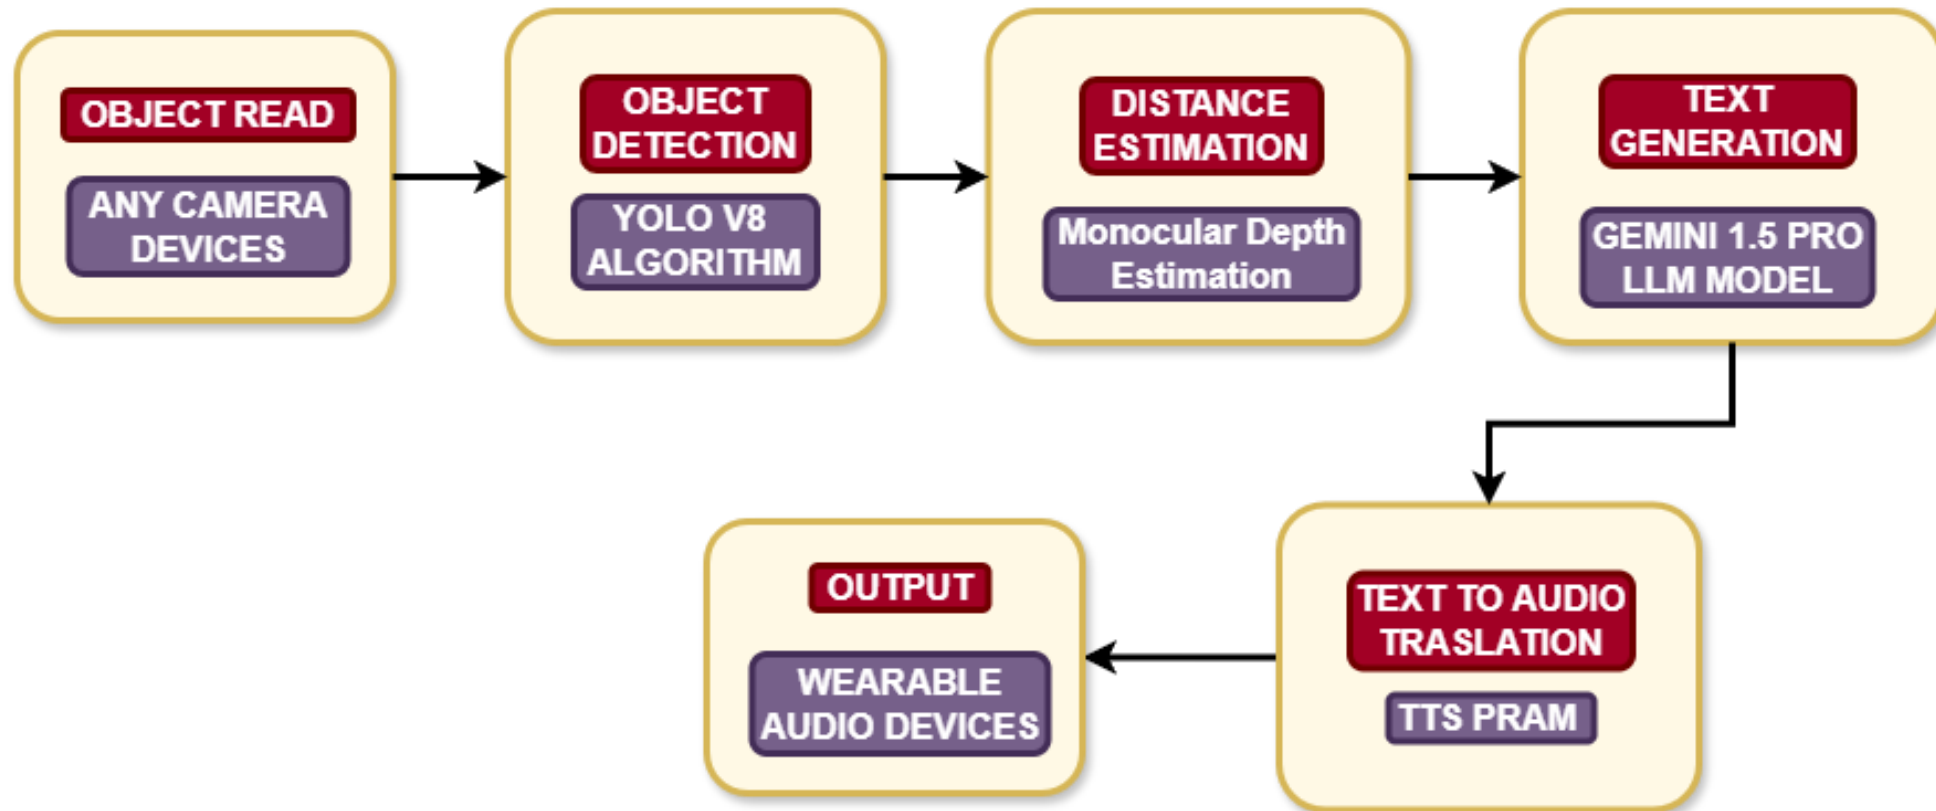 OBJECT READ
ANY CAMERA
DEVICES
OBJECT
DETECTION
YOLO V8
ALGORITHM
DISTANCE
ESTIMATION
Monocular Depth
Estimation
TEXT
GENERATION
GEMINI 1.5 PRO
LLM MODEL
TEXT TO AUDIO
TRASLATION
TTS PRAM
OUTPUT
WEARABLE
AUDIO DEVICES